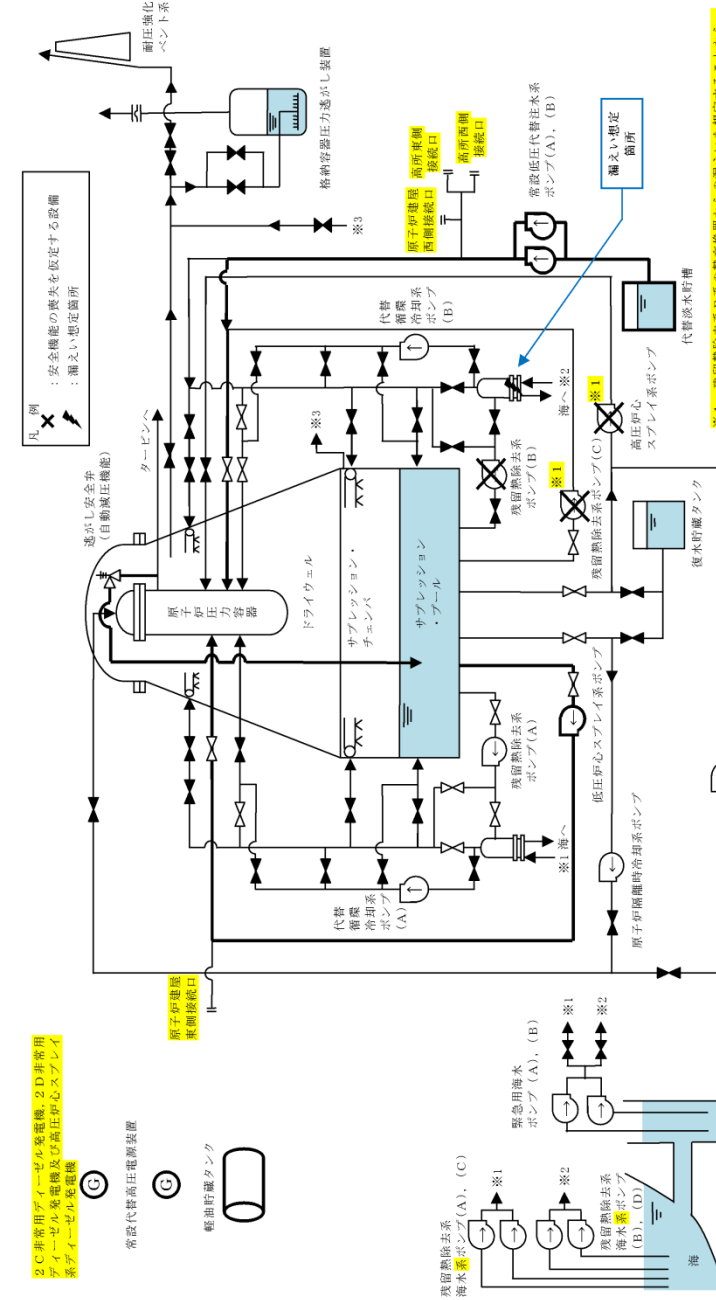 凡 例
：安全機能の喪失を仮定する設備
：漏えい想定箇所
耐圧強化
ベント系
格納容器圧力逃がし装置
※3
タービンへ
逃がし安全弁
（自動減圧機能）
原子炉圧力容器
ドライウェル
サプレッション・
チェンバ
サプレッション
・プール
※3
高所東側
接続口
高所西側
接続口
原子炉建屋
西側接続口
常設低圧代替注水系
ポンプ(A), (B)
漏えい想定
箇所
代替淡水貯槽
代替
循環
冷却系
ポンプ
(B)
海へ ※2
残留熱除去系
ポンプ(B)
※1
残留熱除去系ポンプ(C)
※1
高圧炉心
スプレイ系ポンプ
復水貯蔵タンク
残留熱除去系
ポンプ(A)
低圧炉心スプレイ系ポンプ
※1 海へ
代替
循環
冷却系
ポンプ
(A)
原子炉隔離時冷却系ポンプ
原子炉建屋
東側接続口
2C非常用ディーゼル発電機, 2D非常用
ディーゼル発電機及び高圧炉心スプレイ
系ディーゼル発電機
G
常設代替高圧電源装置
G
軽油貯蔵タンク
緊急用海水
ポンプ (A), (B)
※1
※2
残留熱除去系
海水系ポンプ(A), (C)
※1
※2
残留熱除去系
海水系ポンプ
(B), (D)
海